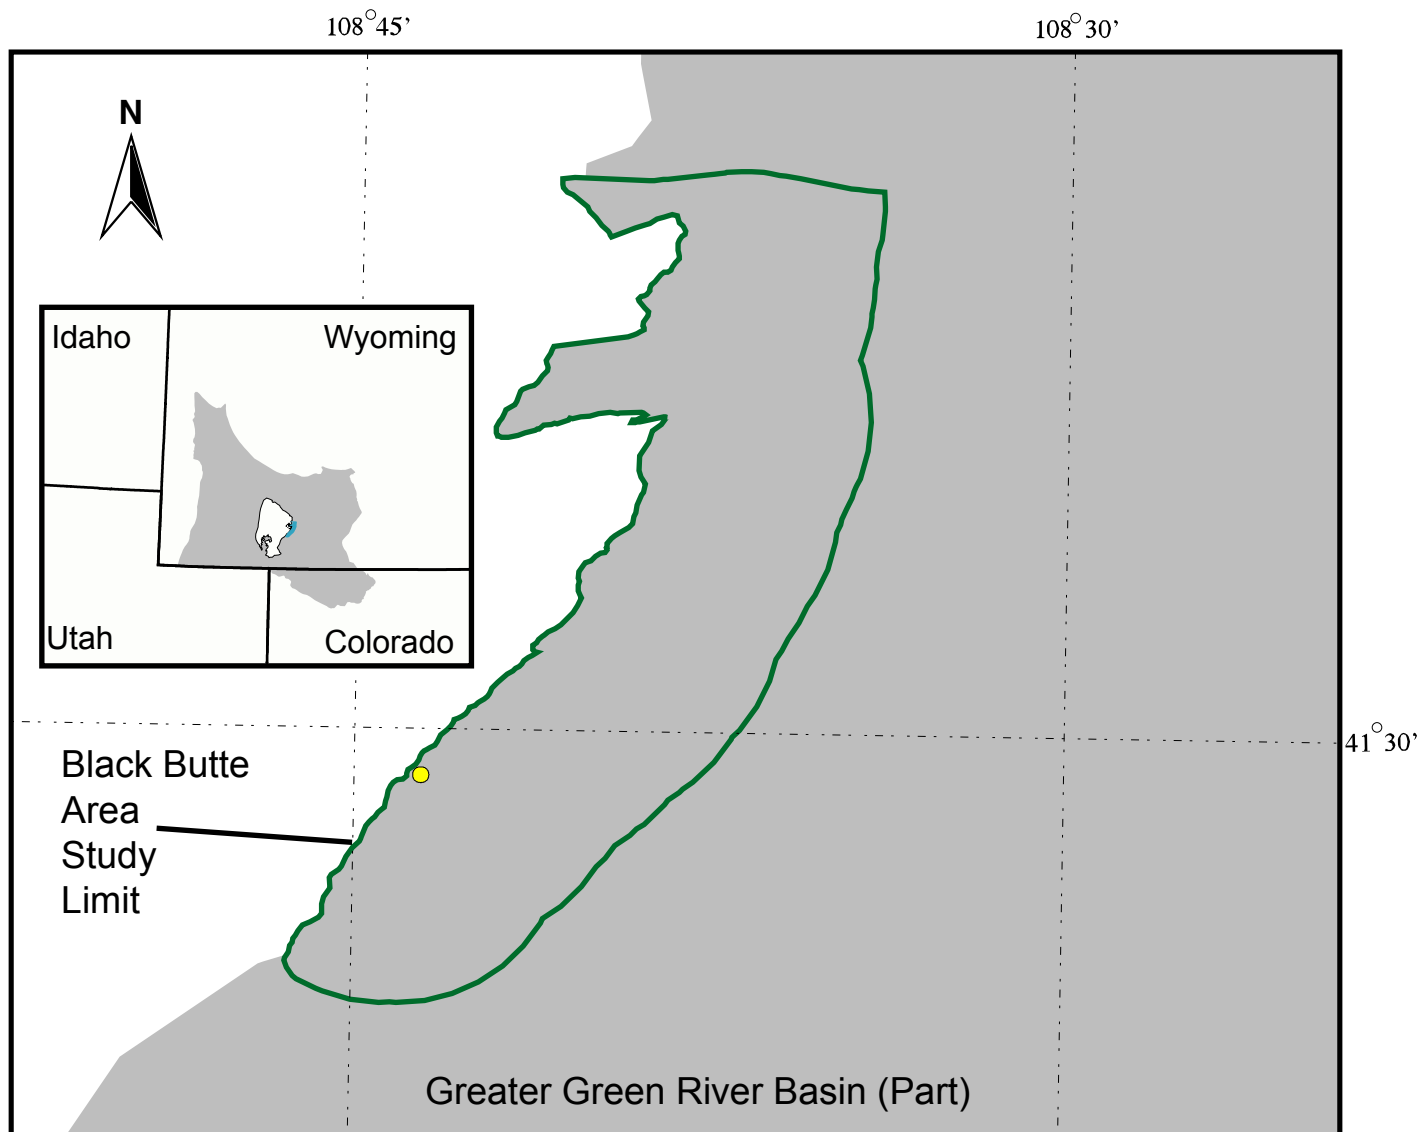 108°45’
108°30’
N
Idaho
Wyoming
Utah
Colorado
41°30’
Black Butte
Area
Study
Limit
Greater Green River Basin (Part)